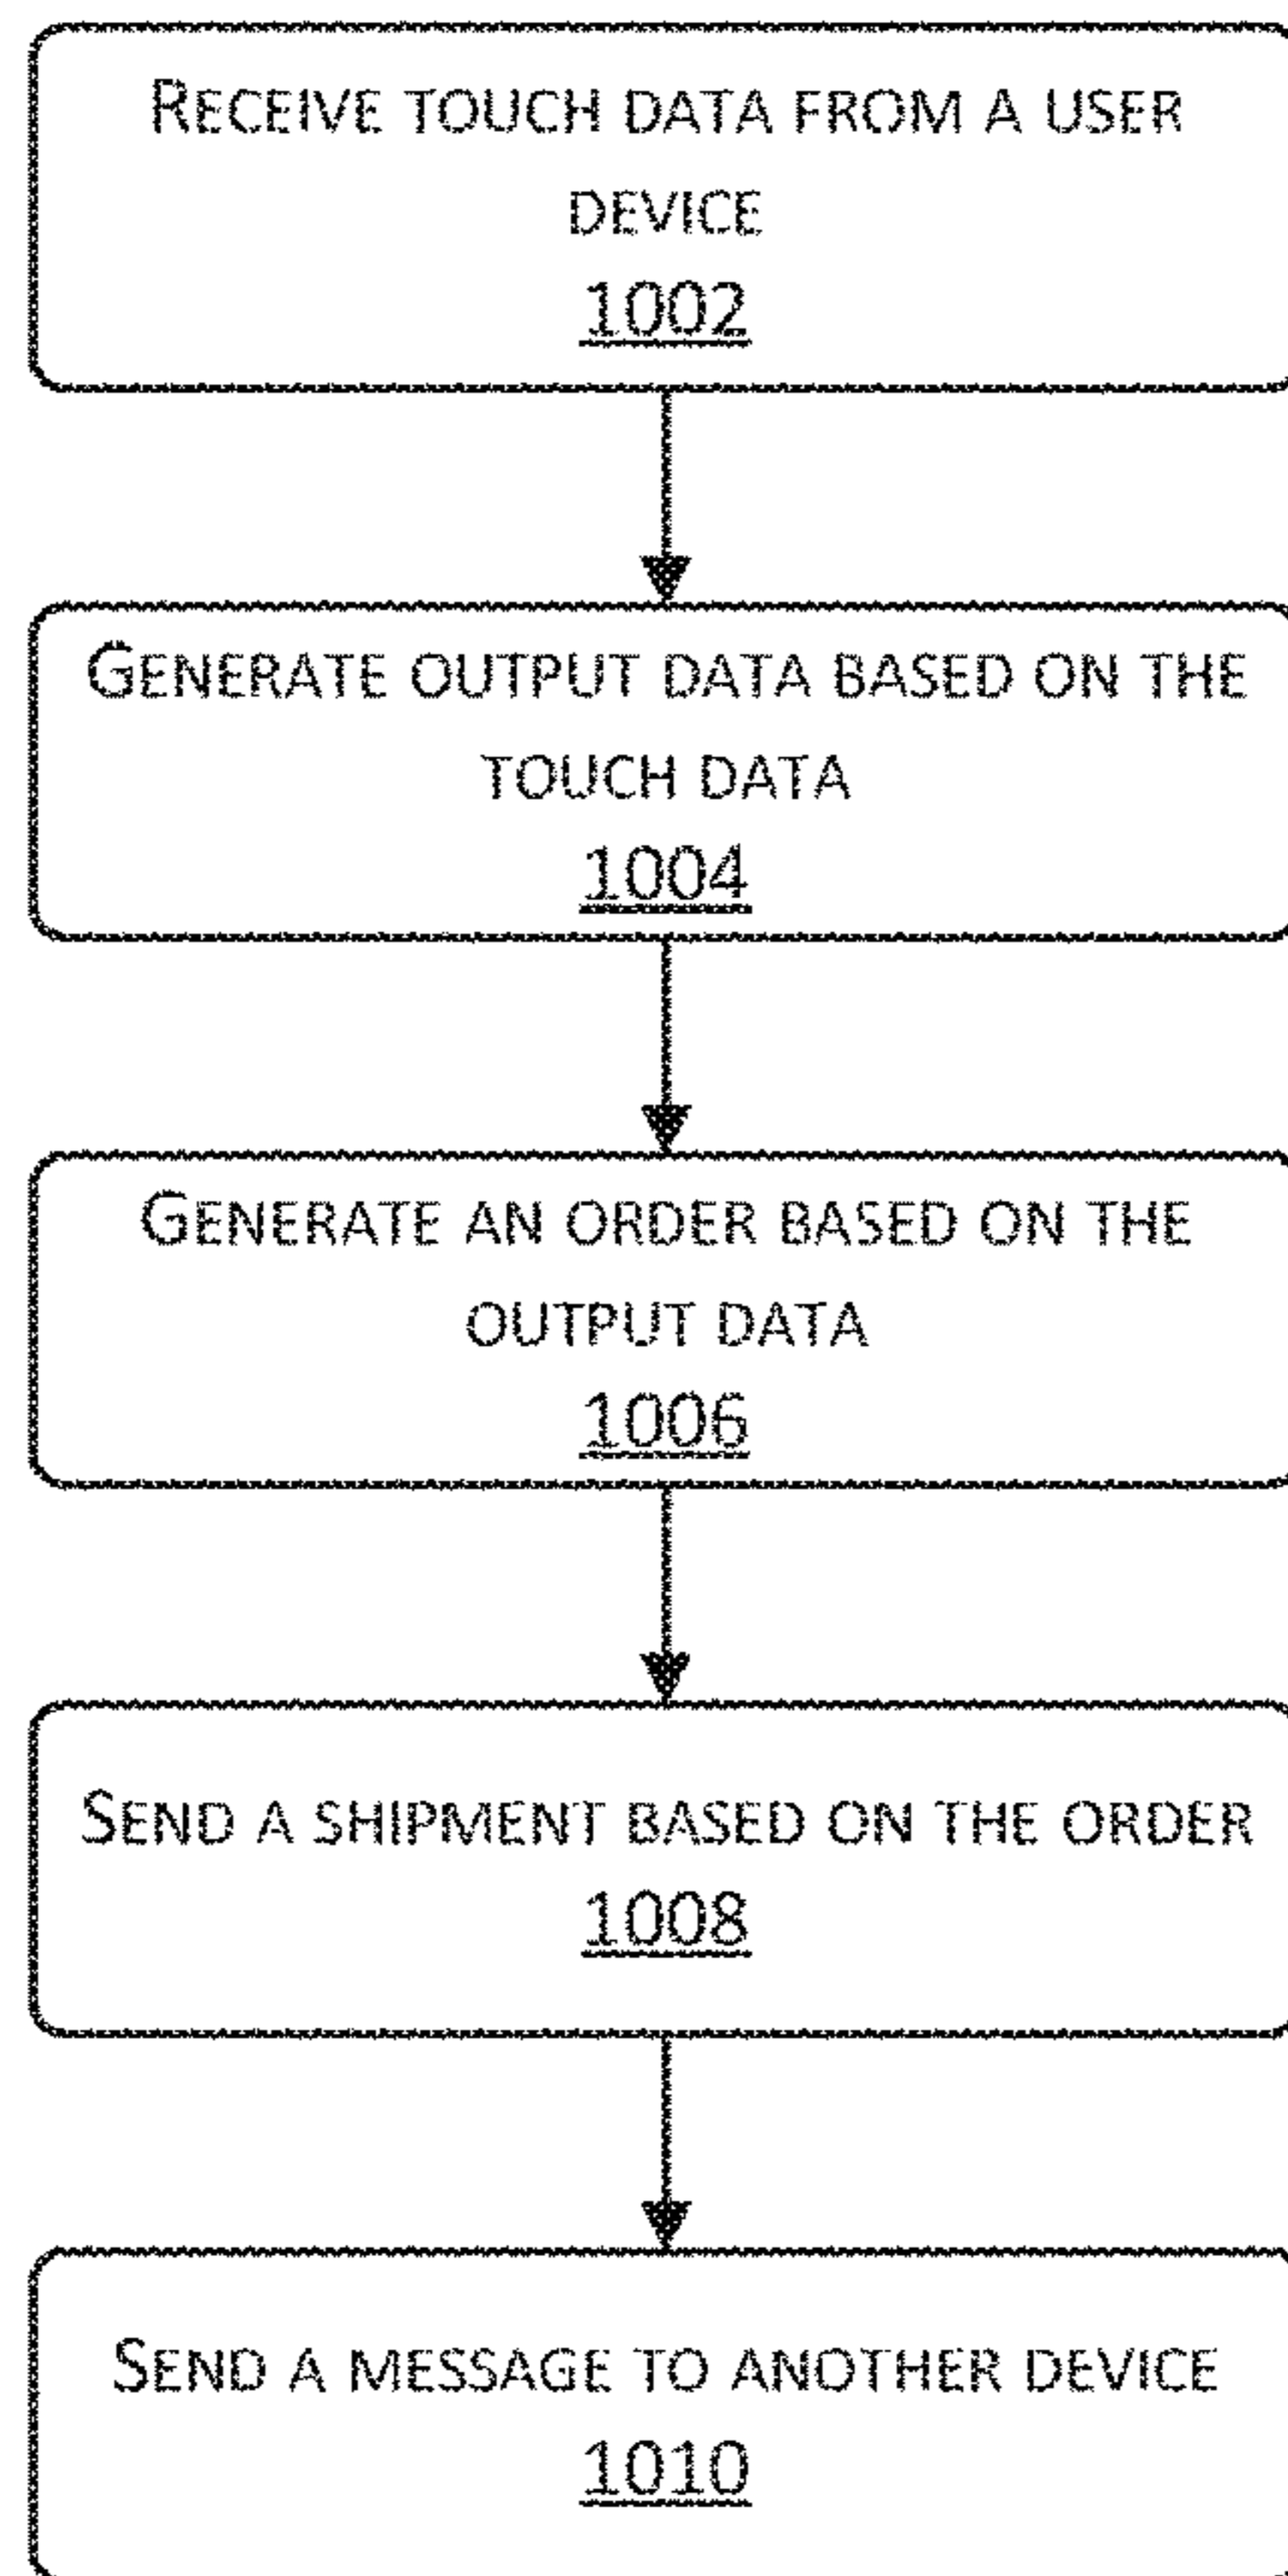 RECEIVE TOUCH DATA FROM A USER
DEVICE
1002
GENERATE OUTPUT DATA BASED ON THE
TOUCH DATA
1004
GENERATE AN ORDER BASED ON THE
OUTPUT DATA
1006
SEND A SHIPMENT BASED ON THE ORDER
1008
SEND A MESSAGE TO ANOTHER DEVICE
1010